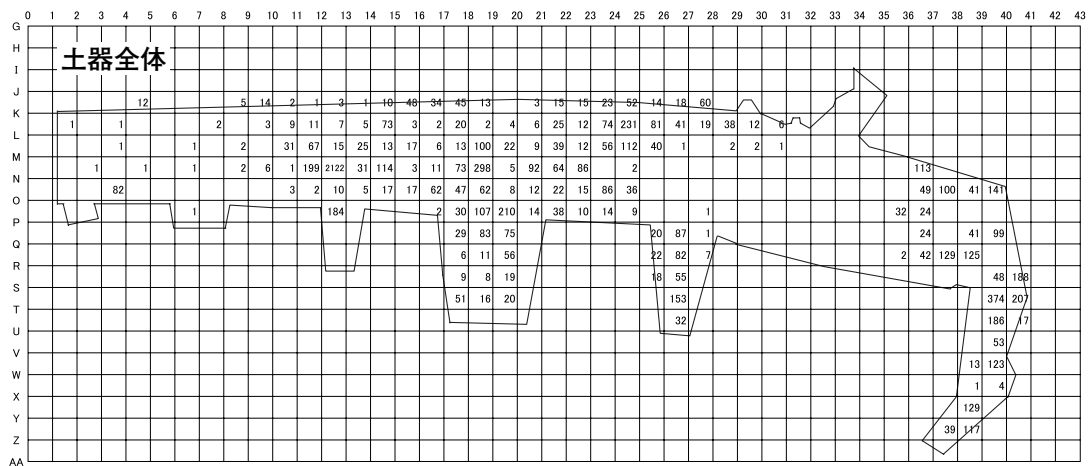 0 1 2 3 4 5 6 7 8 9 10 11 12 13 14 15 16 17 18 19 20 21 22 23 24 25 26 27 28 29 30 31 32 33 34 35 36 37 38 39 40 41 42 43
G
H
土器全体
I
J
12 5 14 2 1 3 1 10 48 34 45 13 3 15 15 23 52 14 18 60
K
1 1 2 3 9 11 7 5 73 3 2 20 2 4 6 25 12 74 231 81 41 19 38 12 6
L
1 1 2 31 67 15 25 13 17 6 13 100 22 9 39 12 56 112 40 1 2 2 1
M
1 1 1 2 6 1 199 2122 31 114 3 11 73 298 5 92 64 86 2 113
N
82 3 2 10 5 17 17 62 47 62 8 12 22 15 86 36 49 100 41 141
O
1 184 2 30 107 210 14 38 10 14 9 1 32 24
P
29 83 75 20 87 1 24 41 99
Q
6 11 56 22 82 7 2 42 129 125
R
9 8 19 18 55 48 188
S
51 16 20 153 374 207
T
32 186 17
U
53
V
13 123
W
1 4
X
129
Y
39 117
Z
AA